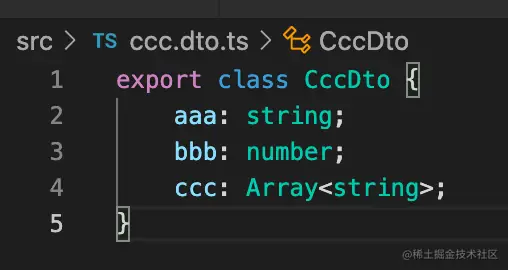 src > TS ccc.dto.ts > CccDto
1 export class CccDto {
2     aaa: string;
3     bbb: number;
4     ccc: Array<string>;
5 }
@稀土掘金技术社区